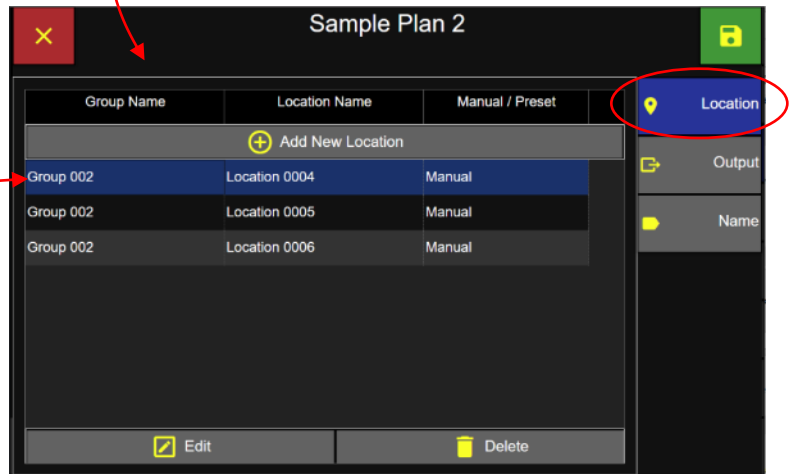 Sample Plan 2
Group Name Location Name Manual / Preset
Add New Location
Group 002 Location 0004 Manual
Group 002 Location 0005 Manual
Group 002 Location 0006 Manual
Edit Delete
Location
Output
Name